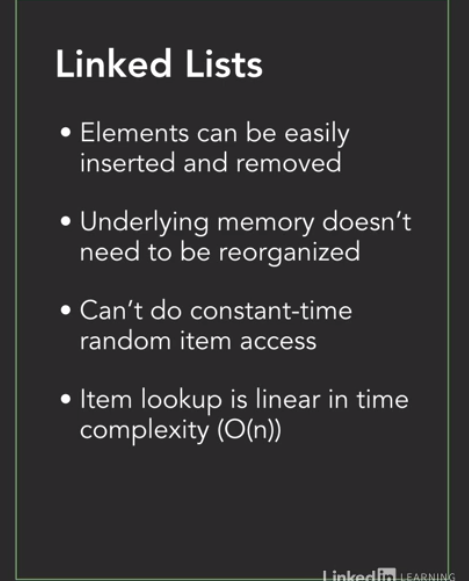 Linked Lists
• Elements can be easily
inserted and removed
• Underlying memory doesn't
need to be reorganized
• Can't do constant-time
random item access
• Item lookup is linear in time
complexity (O(n))
Linked in LEARNING